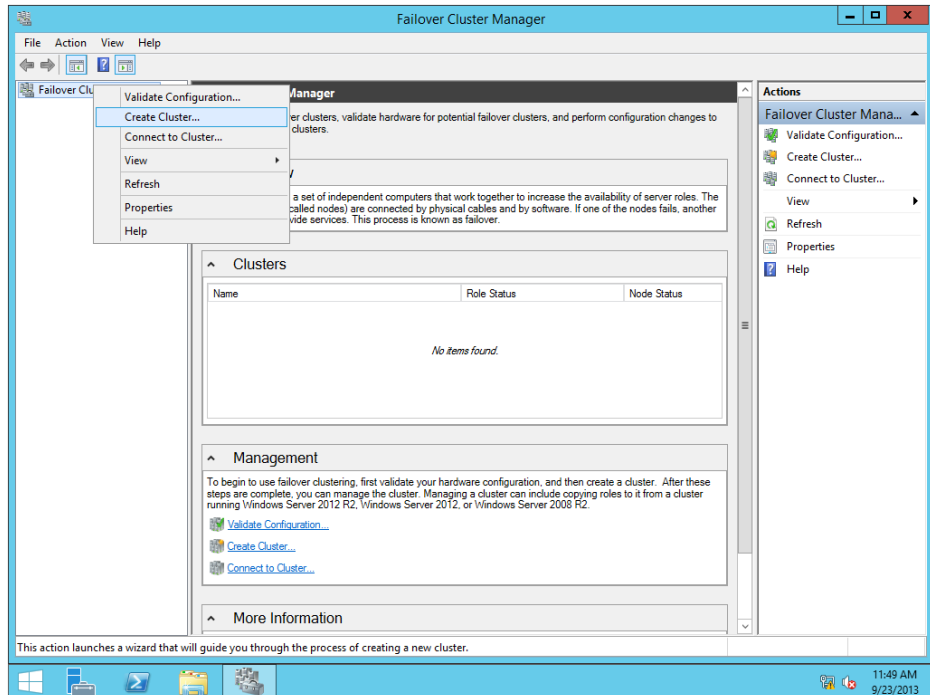 Failover Cluster Manager
File Action View Help
Failover Clu
Validate Configuration...
Create Cluster...
Connect to Cluster...
View
Refresh
Properties
Help
Manager
er clusters, validate hardware for potential failover clusters, and perform configuration changes to
clusters.
a set of independent computers that work together to increase the availability of server roles. The
called nodes) are connected by physical cables and by software. If one of the nodes fails, another
vide services. This process is known as failover.
Clusters
Name Role Status Node Status
No items found.
Management
To begin to use failover clustering, first validate your hardware configuration, and then create a cluster. After these
steps are complete, you can manage the cluster. Managing a cluster can include copying roles to it from a cluster
running Windows Server 2012 R2, Windows Server 2012, or Windows Server 2008 R2.
Validate Configuration...
Create Cluster...
Connect to Cluster...
More Information
Actions
Failover Cluster Mana...
Validate Configuration...
Create Cluster...
Connect to Cluster...
View
Refresh
Properties
Help
This action launches a wizard that will guide you through the process of creating a new cluster.
11:49 AM
9/23/2013